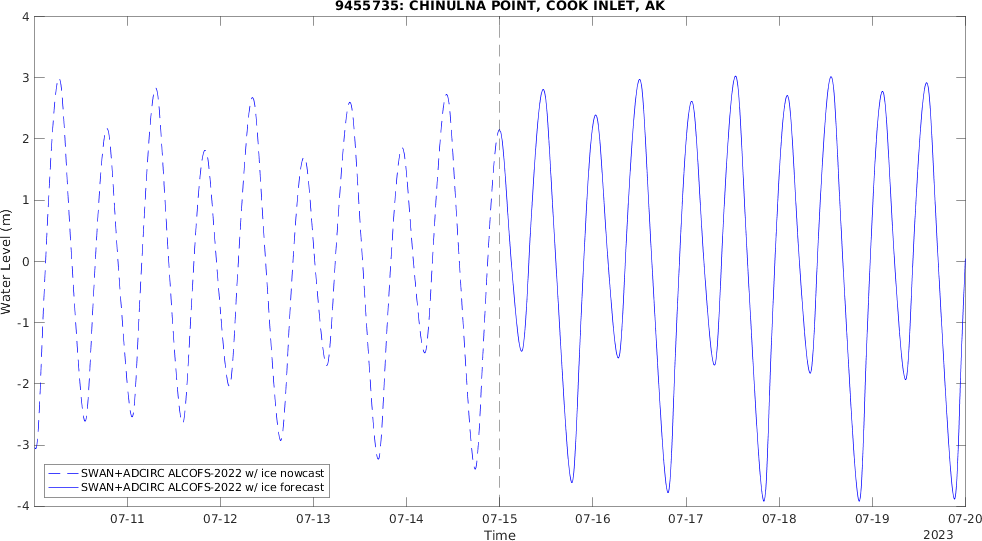 9455735: CHINULNA POINT, COOK INLET, AK
Water Level (m)
4
3
2
1
0
-1
-2
-3
-4
SWAN+ADCIRC ALCOFS-2022 w/ ice nowcast
SWAN+ADCIRC ALCOFS-2022 w/ ice forecast
07-11 07-12 07-13 07-14 07-15 07-16 07-17 07-18 07-19 07-20
Time
2023